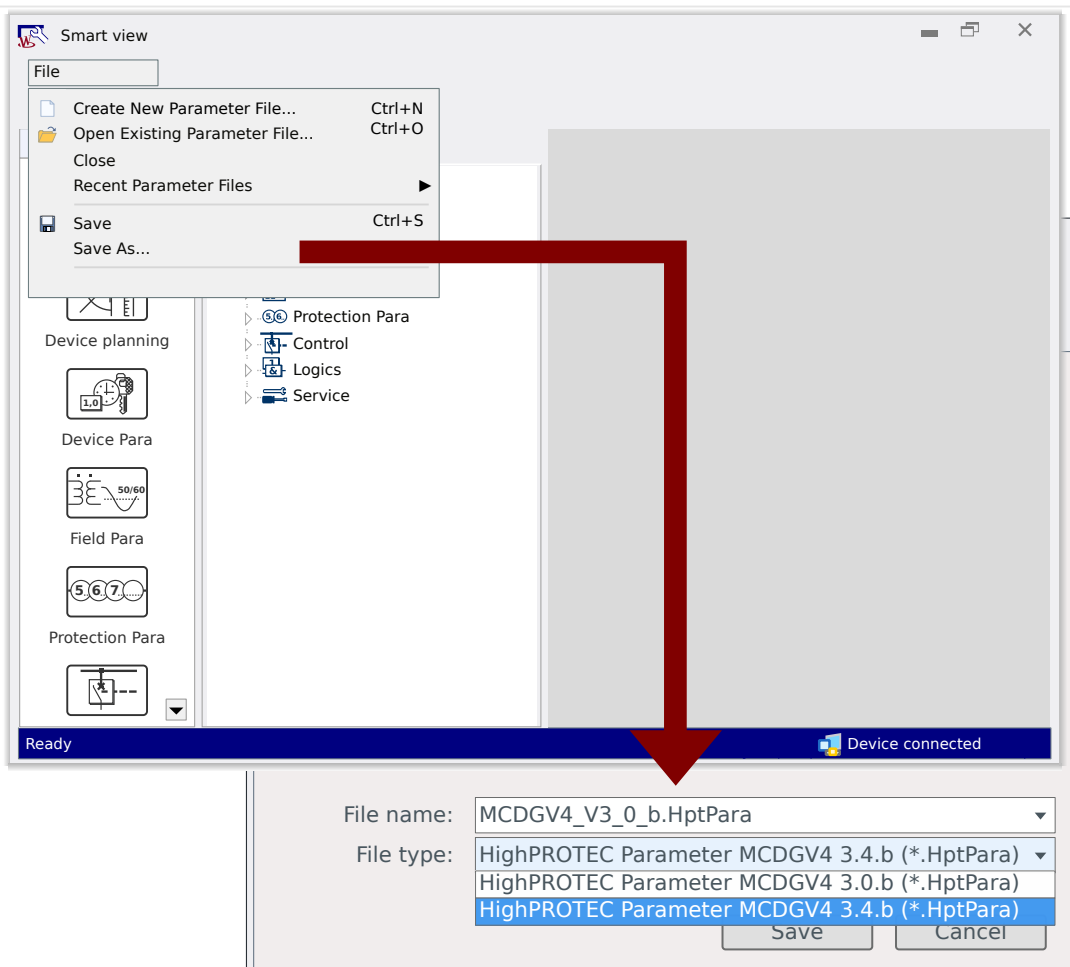 Smart view
File
Create New Parameter File... Ctrl+N
Open Existing Parameter File... Ctrl+O
Close
Recent Parameter Files
Save Ctrl+S
Save As...
Protection Para
Control
Logics
Service
Device planning
1,0
Device Para
50/60
Field Para
5. 6. 7.
Protection Para
Ready
Device connected
File name: MCDGV4_V3_0_b.HptPara
File type: HighPROTEC Parameter MCDGV4 3.4.b (*.HptPara)
HighPROTEC Parameter MCDGV4 3.0.b (*.HptPara)
HighPROTEC Parameter MCDGV4 3.4.b (*.HptPara)
Save Cancel